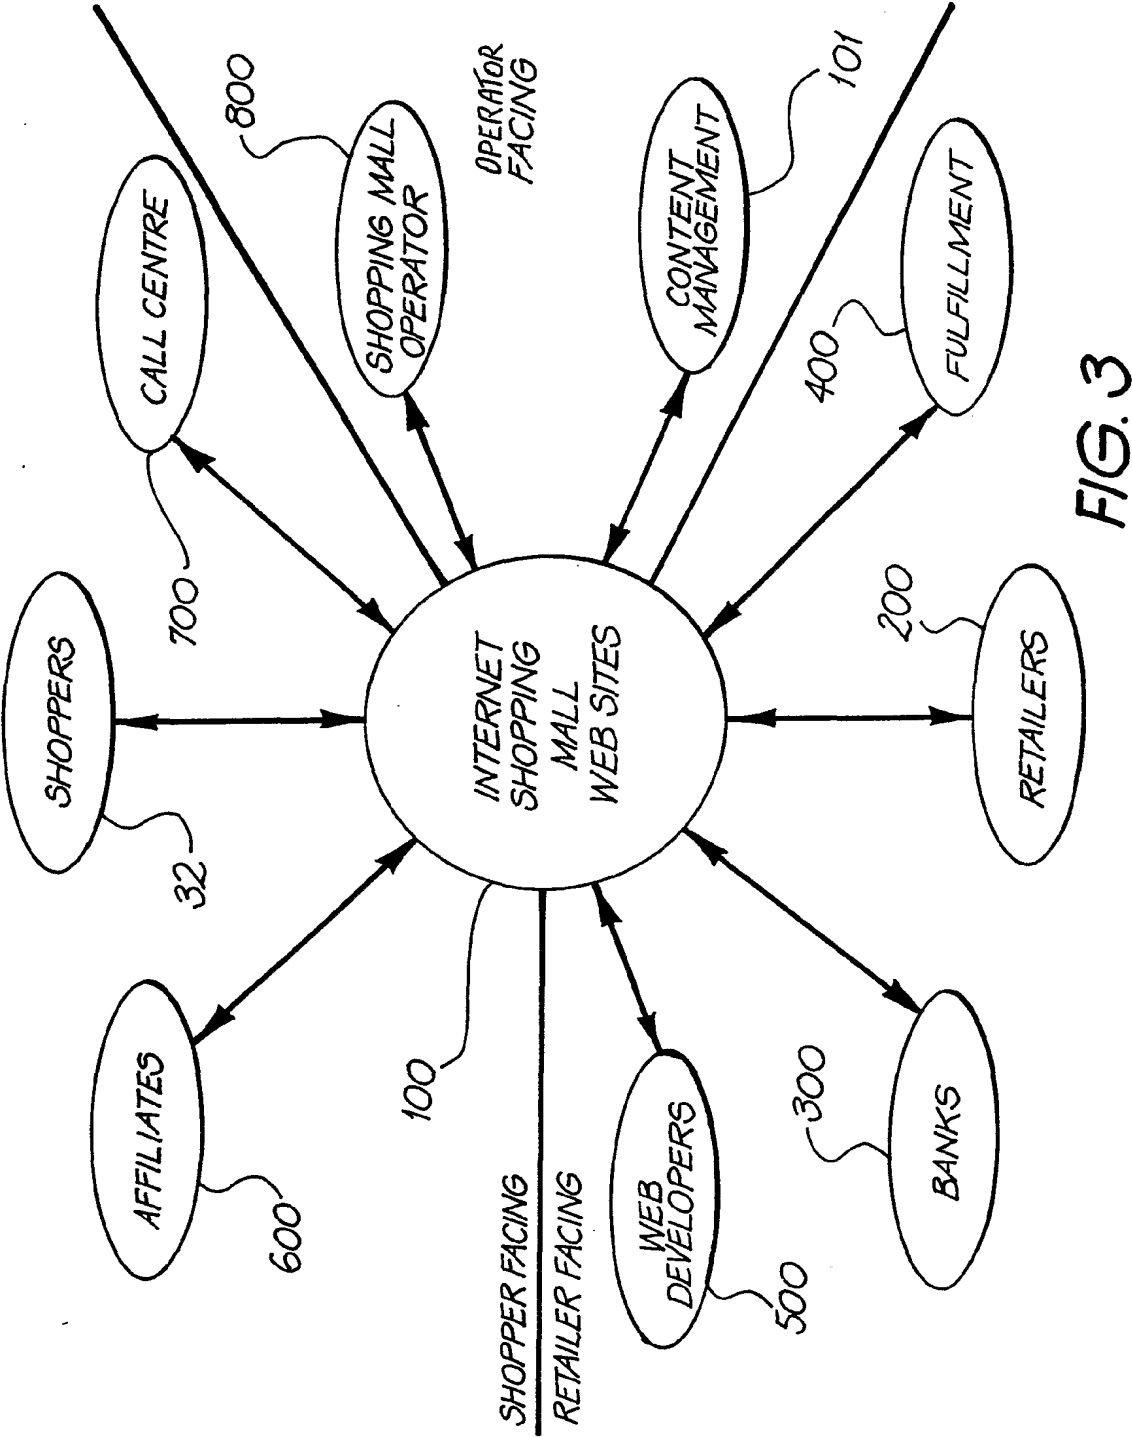 SHOPPERS
32
AFFILIATES
600
CALL CENTRE
700
SHOPPING MALL
OPERATOR
800
OPERATOR
FACING
CONTENT
MANAGEMENT
101
INTERNET
SHOPPING
MALL
WEB SITES
100
SHOPPER FACING
RETAILER FACING
WEB
DEVELOPERS
500
BANKS
300
RETAILERS
200
FULFILLMENT
400
FIG. 3